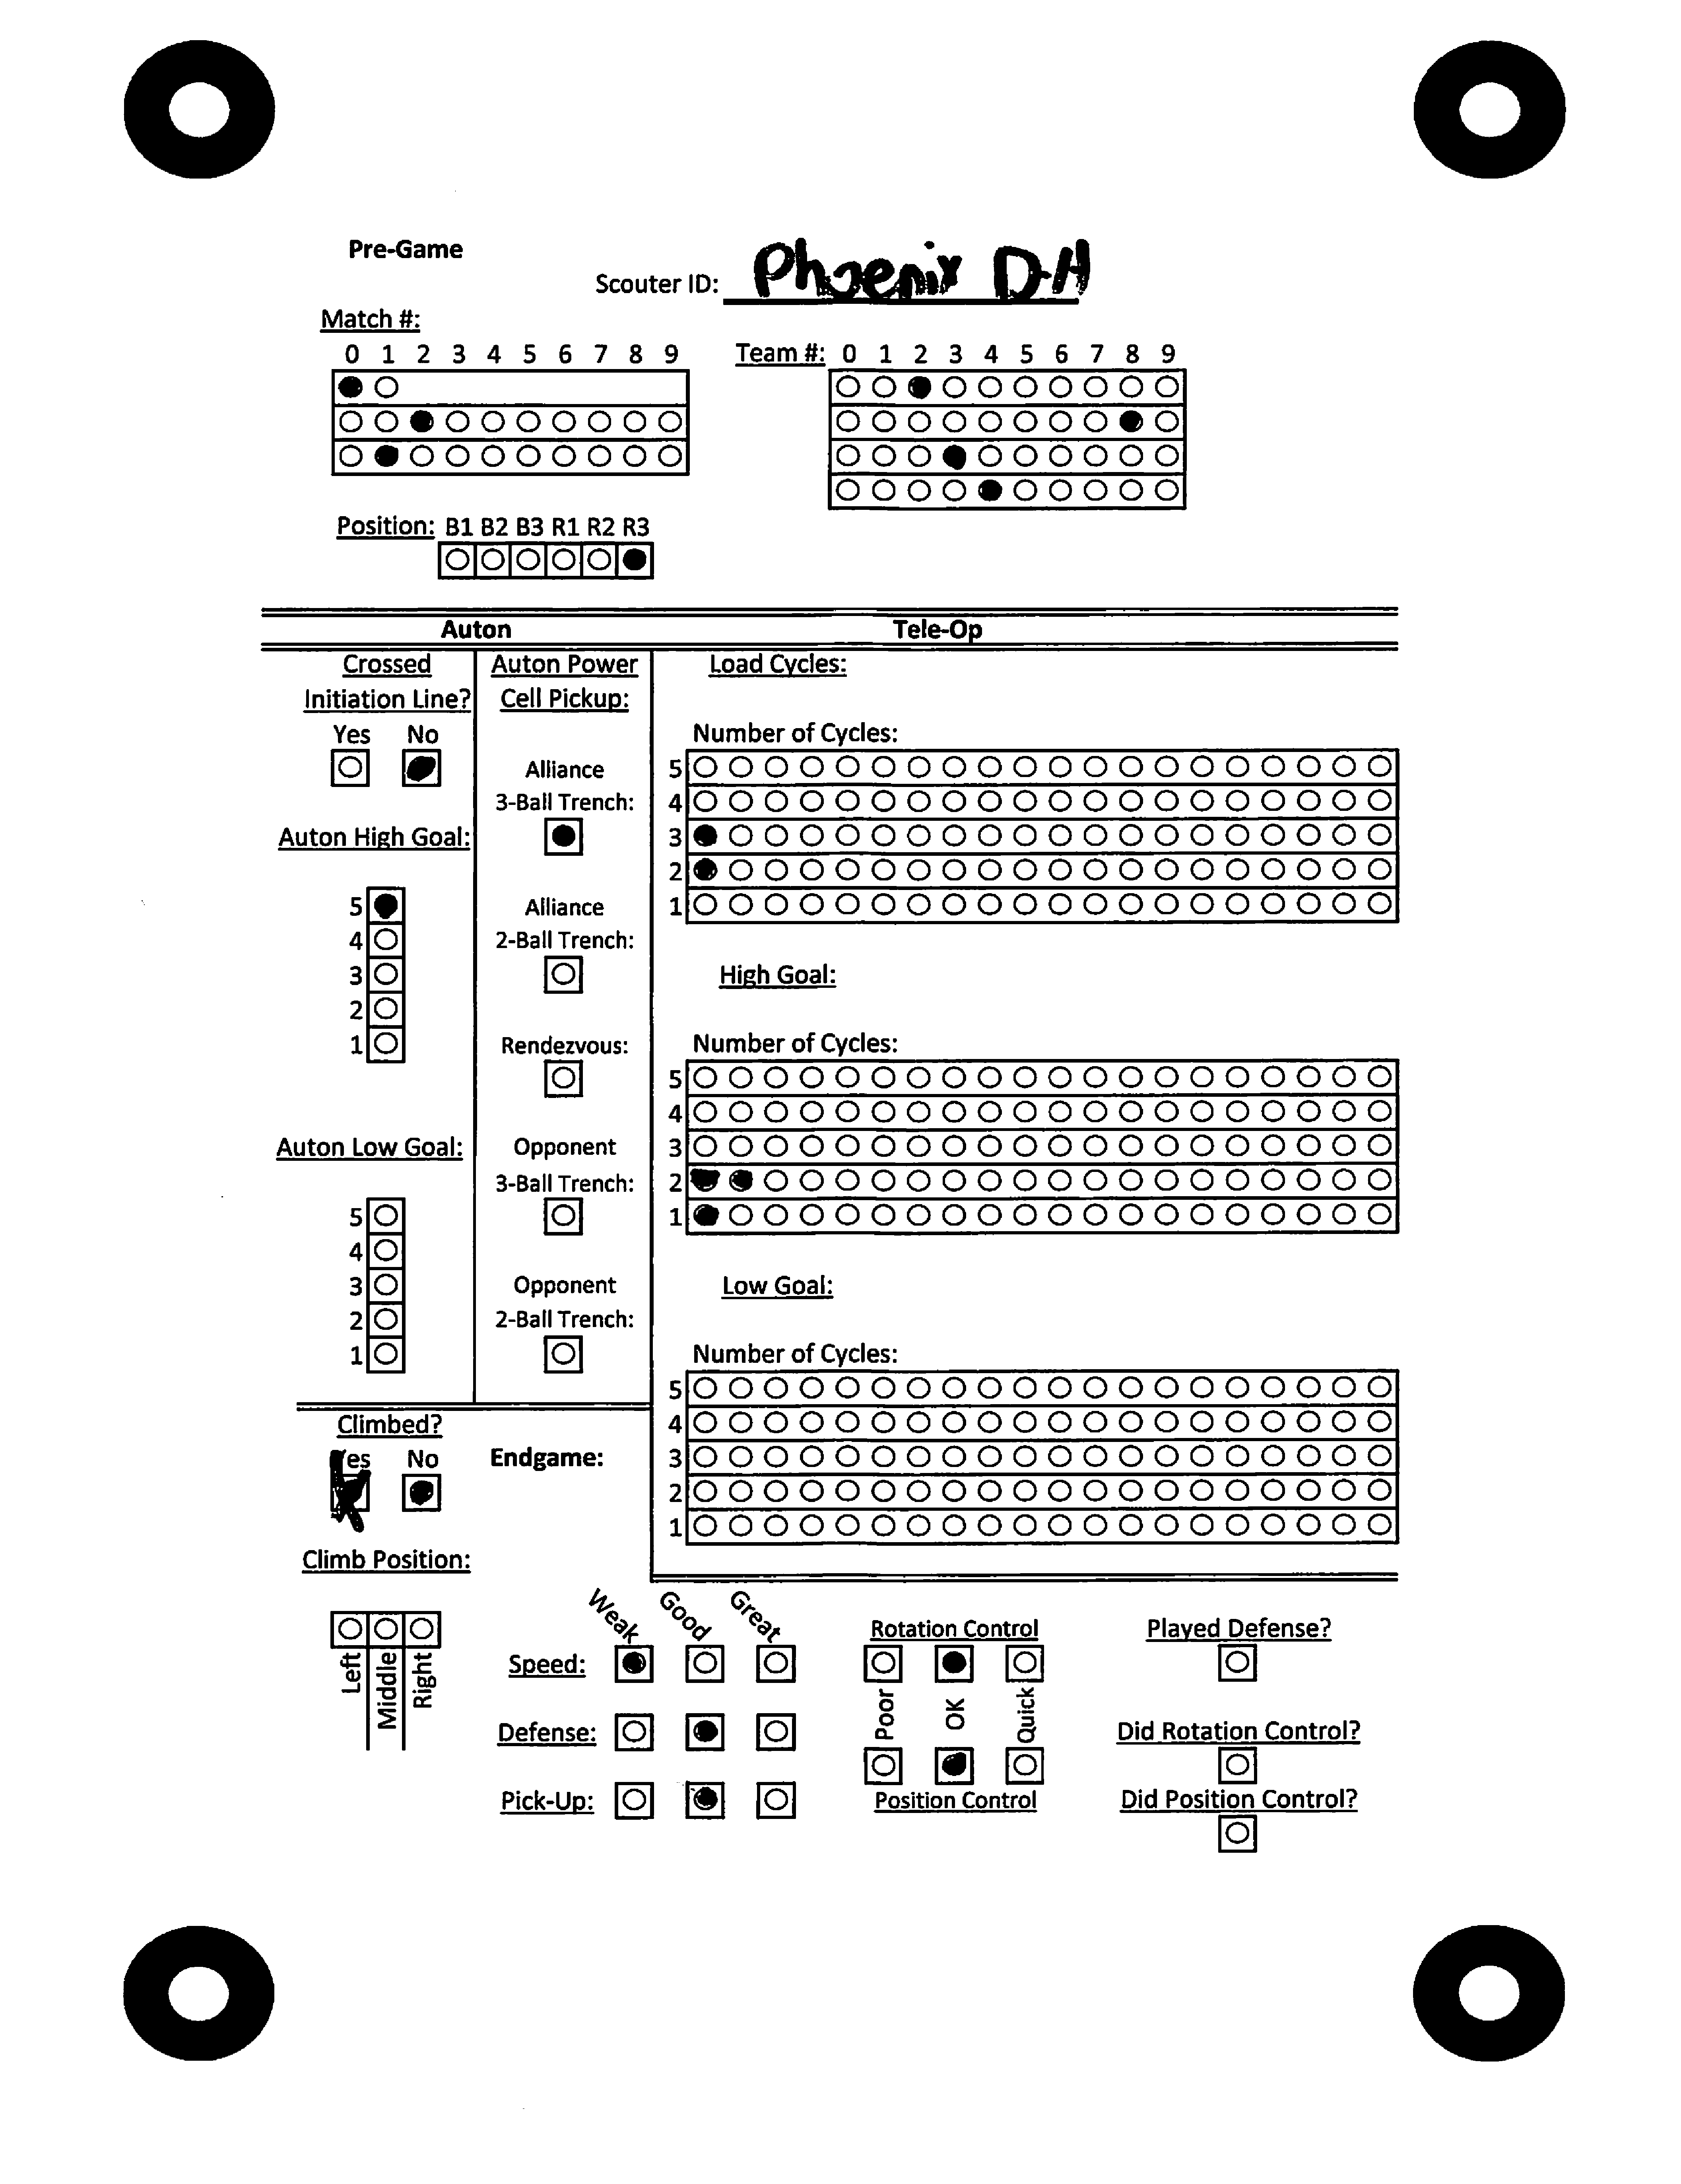 Pre-Game
Scouter ID: Phoenix D-H
Match #:
0 1 2 3 4 5 6 7 8 9
Team #: 0 1 2 3 4 5 6 7 8 9
Position: B1 B2 B3 R1 R2 R3
Auton
Tele-Op
Crossed
Initiation Line?
Yes No
Auton High Goal:
5
4
3
2
1
Auton Low Goal:
5
4
3
2
1
Auton Power
Cell Pickup:
Alliance
3-Ball Trench:
Alliance
2-Ball Trench:
Rendezvous:
Opponent
3-Ball Trench:
Opponent
2-Ball Trench:
Load Cycles:
Number of Cycles:
5
4
3
2
1
High Goal:
Number of Cycles:
5
4
3
2
1
Low Goal:
Number of Cycles:
5
4
3
2
1
Climbed?
Yes No
Endgame:
Climb Position:
Left
Middle
Right
Weak Good Great
Speed:
Defense:
Pick-Up:
Rotation Control
Poor OK Quick
Position Control
Played Defense?
Did Rotation Control?
Did Position Control?